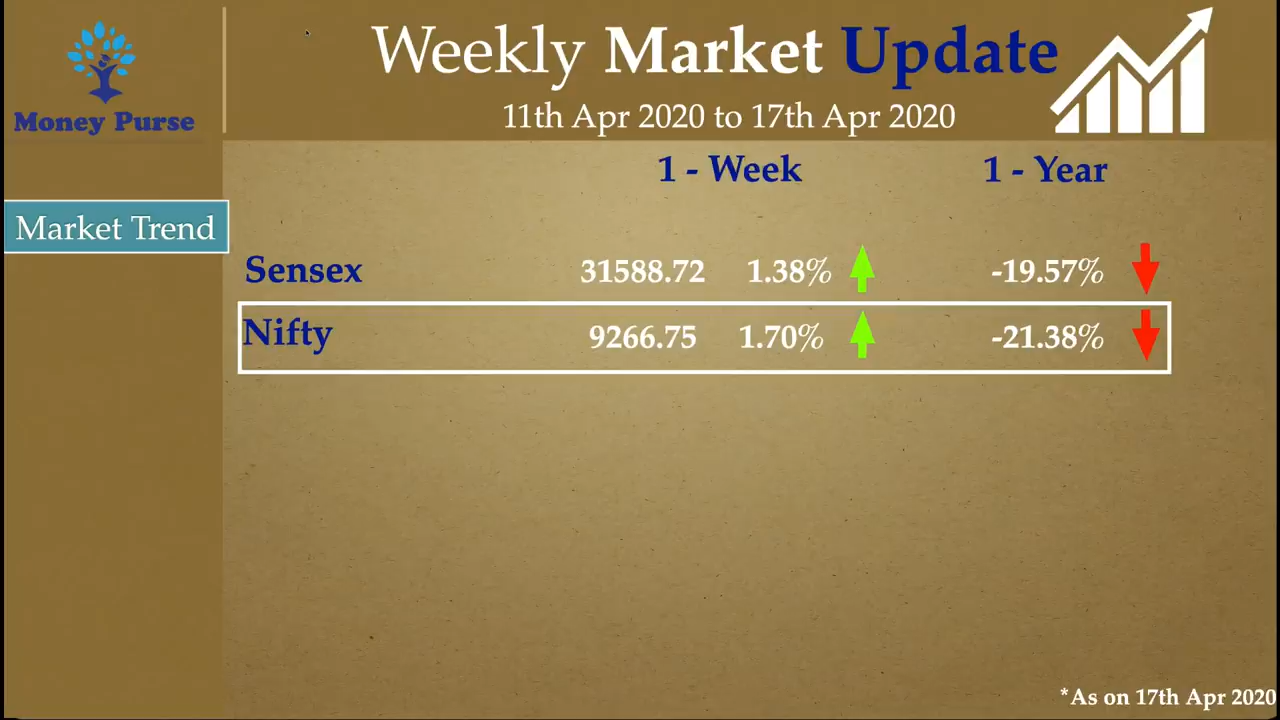 Weekly Market Update
11th Apr 2020 to 17th Apr 2020
Money Purse
1 - Week 1 - Year
Market Trend
Sensex 31588.72 1.38% -19.57%
Nifty 9266.75 1.70% -21.38%
*As on 17th Apr 2020